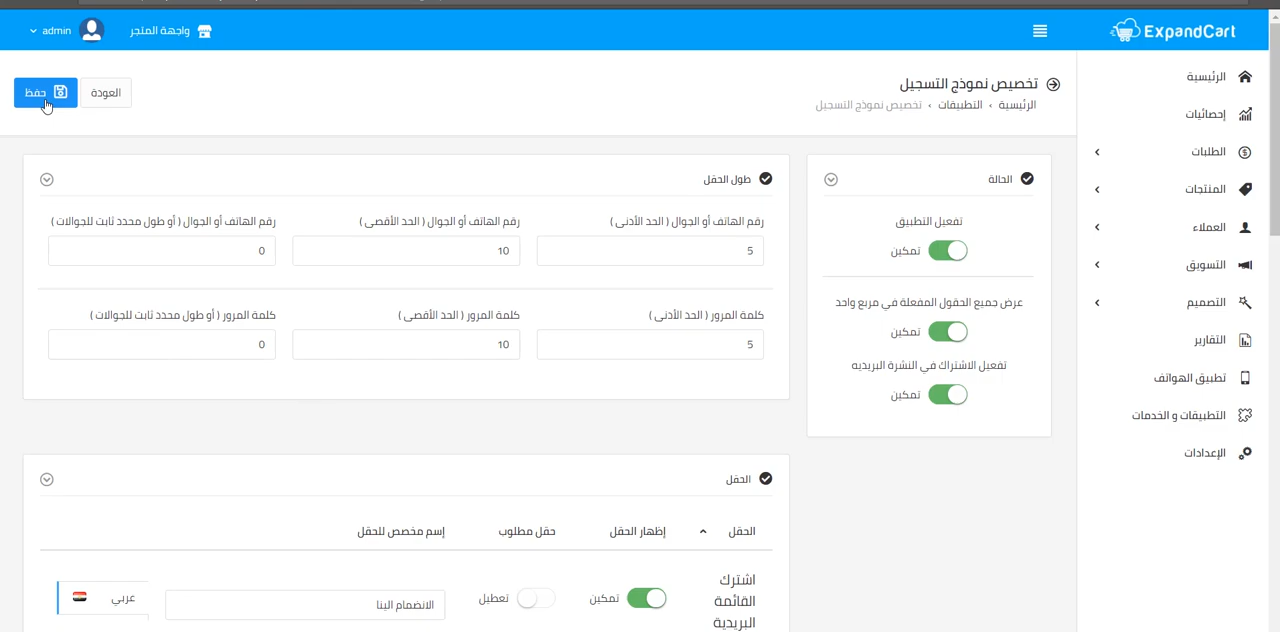 ExpandCart
واجهة المتجر
admin
الرئيسية
إحصائيات
الطلبات
المنتجات
العملاء
التسويق
التصميم
التقارير
تطبيق الهواتف
التطبيقات و الخدمات
الإعدادات
تخصيص نموذج التسجيل
الرئيسية › التطبيقات › تخصيص نموذج التسجيل
العودة
حفظ
الحالة
تفعيل التطبيق
تمكين
عرض جميع الحقول المفعلة في مربع واحد
تمكين
تفعيل الاشتراك في النشرة البريديه
تمكين
طول الحقل
رقم الهاتف أو الجوال ( الحد الأدنى ) رقم الهاتف أو الجوال ( الحد الأقصى ) رقم الهاتف أو الجوال ( أو طول محدد ثابت للجوالات )
5 10 0
كلمة المرور ( الحد الأدنى ) كلمة المرور ( الحد الأقصى ) كلمة المرور ( أو طول محدد ثابت للجوالات )
5 10 0
الحقل
الحقل إظهار الحقل حقل مطلوب إسم مخصص للحقل
اشترك
القائمة
البريدية
تمكين تعطيل الانضمام الينا عربي